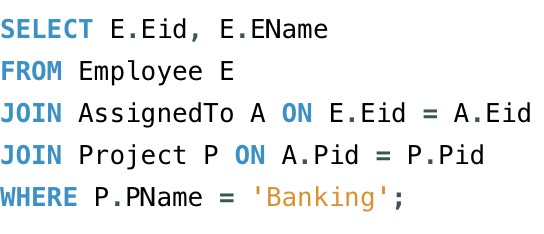 SELECT E.Eid, E.EName
FROM Employee E
JOIN AssignedTo A ON E.Eid = A.Eid
JOIN Project P ON A.Pid = P.Pid
WHERE P.PName = 'Banking';